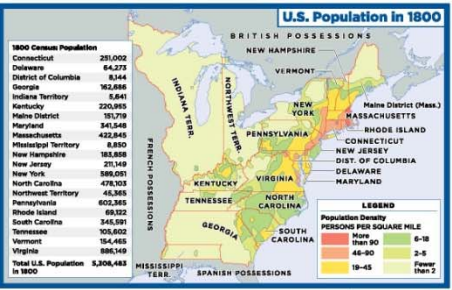 U.S. Population in 1800
1800 Census: Population
Connecticut 251,002
Delaware 64,273
District of Columbia 8,144
Georgia 162,686
Indiana Territory 5,641
Kentucky 220,955
Maine District 151,719
Maryland 341,548
Massachusetts 422,845
Mississippi Territory 8,850
New Hampshire 183,858
New Jersey 211,149
New York 589,051
North Carolina 478,103
Northwest Territory 45,365
Pennsylvania 602,365
Rhode Island 69,122
South Carolina 345,591
Tennessee 105,602
Vermont 154,465
Virginia 886,149
Total U.S. Population 5,308,483
in 1800
BRITISH POSSESSIONS
NEW HAMPSHIRE
VERMONT
INDIANA TERR.
NORTHWEST TERR.
NEW
YORK
Maine District (Mass.)
MASSACHUSETTS
RHODE ISLAND
CONNECTICUT
NEW JERSEY
DIST. OF COLUMBIA
DELAWARE
MARYLAND
PENNSYLVANIA
FRENCH POSSESSIONS
KENTUCKY
VIRGINIA
TENNESSEE
NORTH
CAROLINA
GEORGIA
SOUTH
CAROLINA
MISSISSIPPI
TERR.
SPANISH POSSESSIONS
LEGEND
Population Density
PERSONS PER SQUARE MILE
More
than 90
46-90
19-45
6-18
2-5
Fewer
than 2